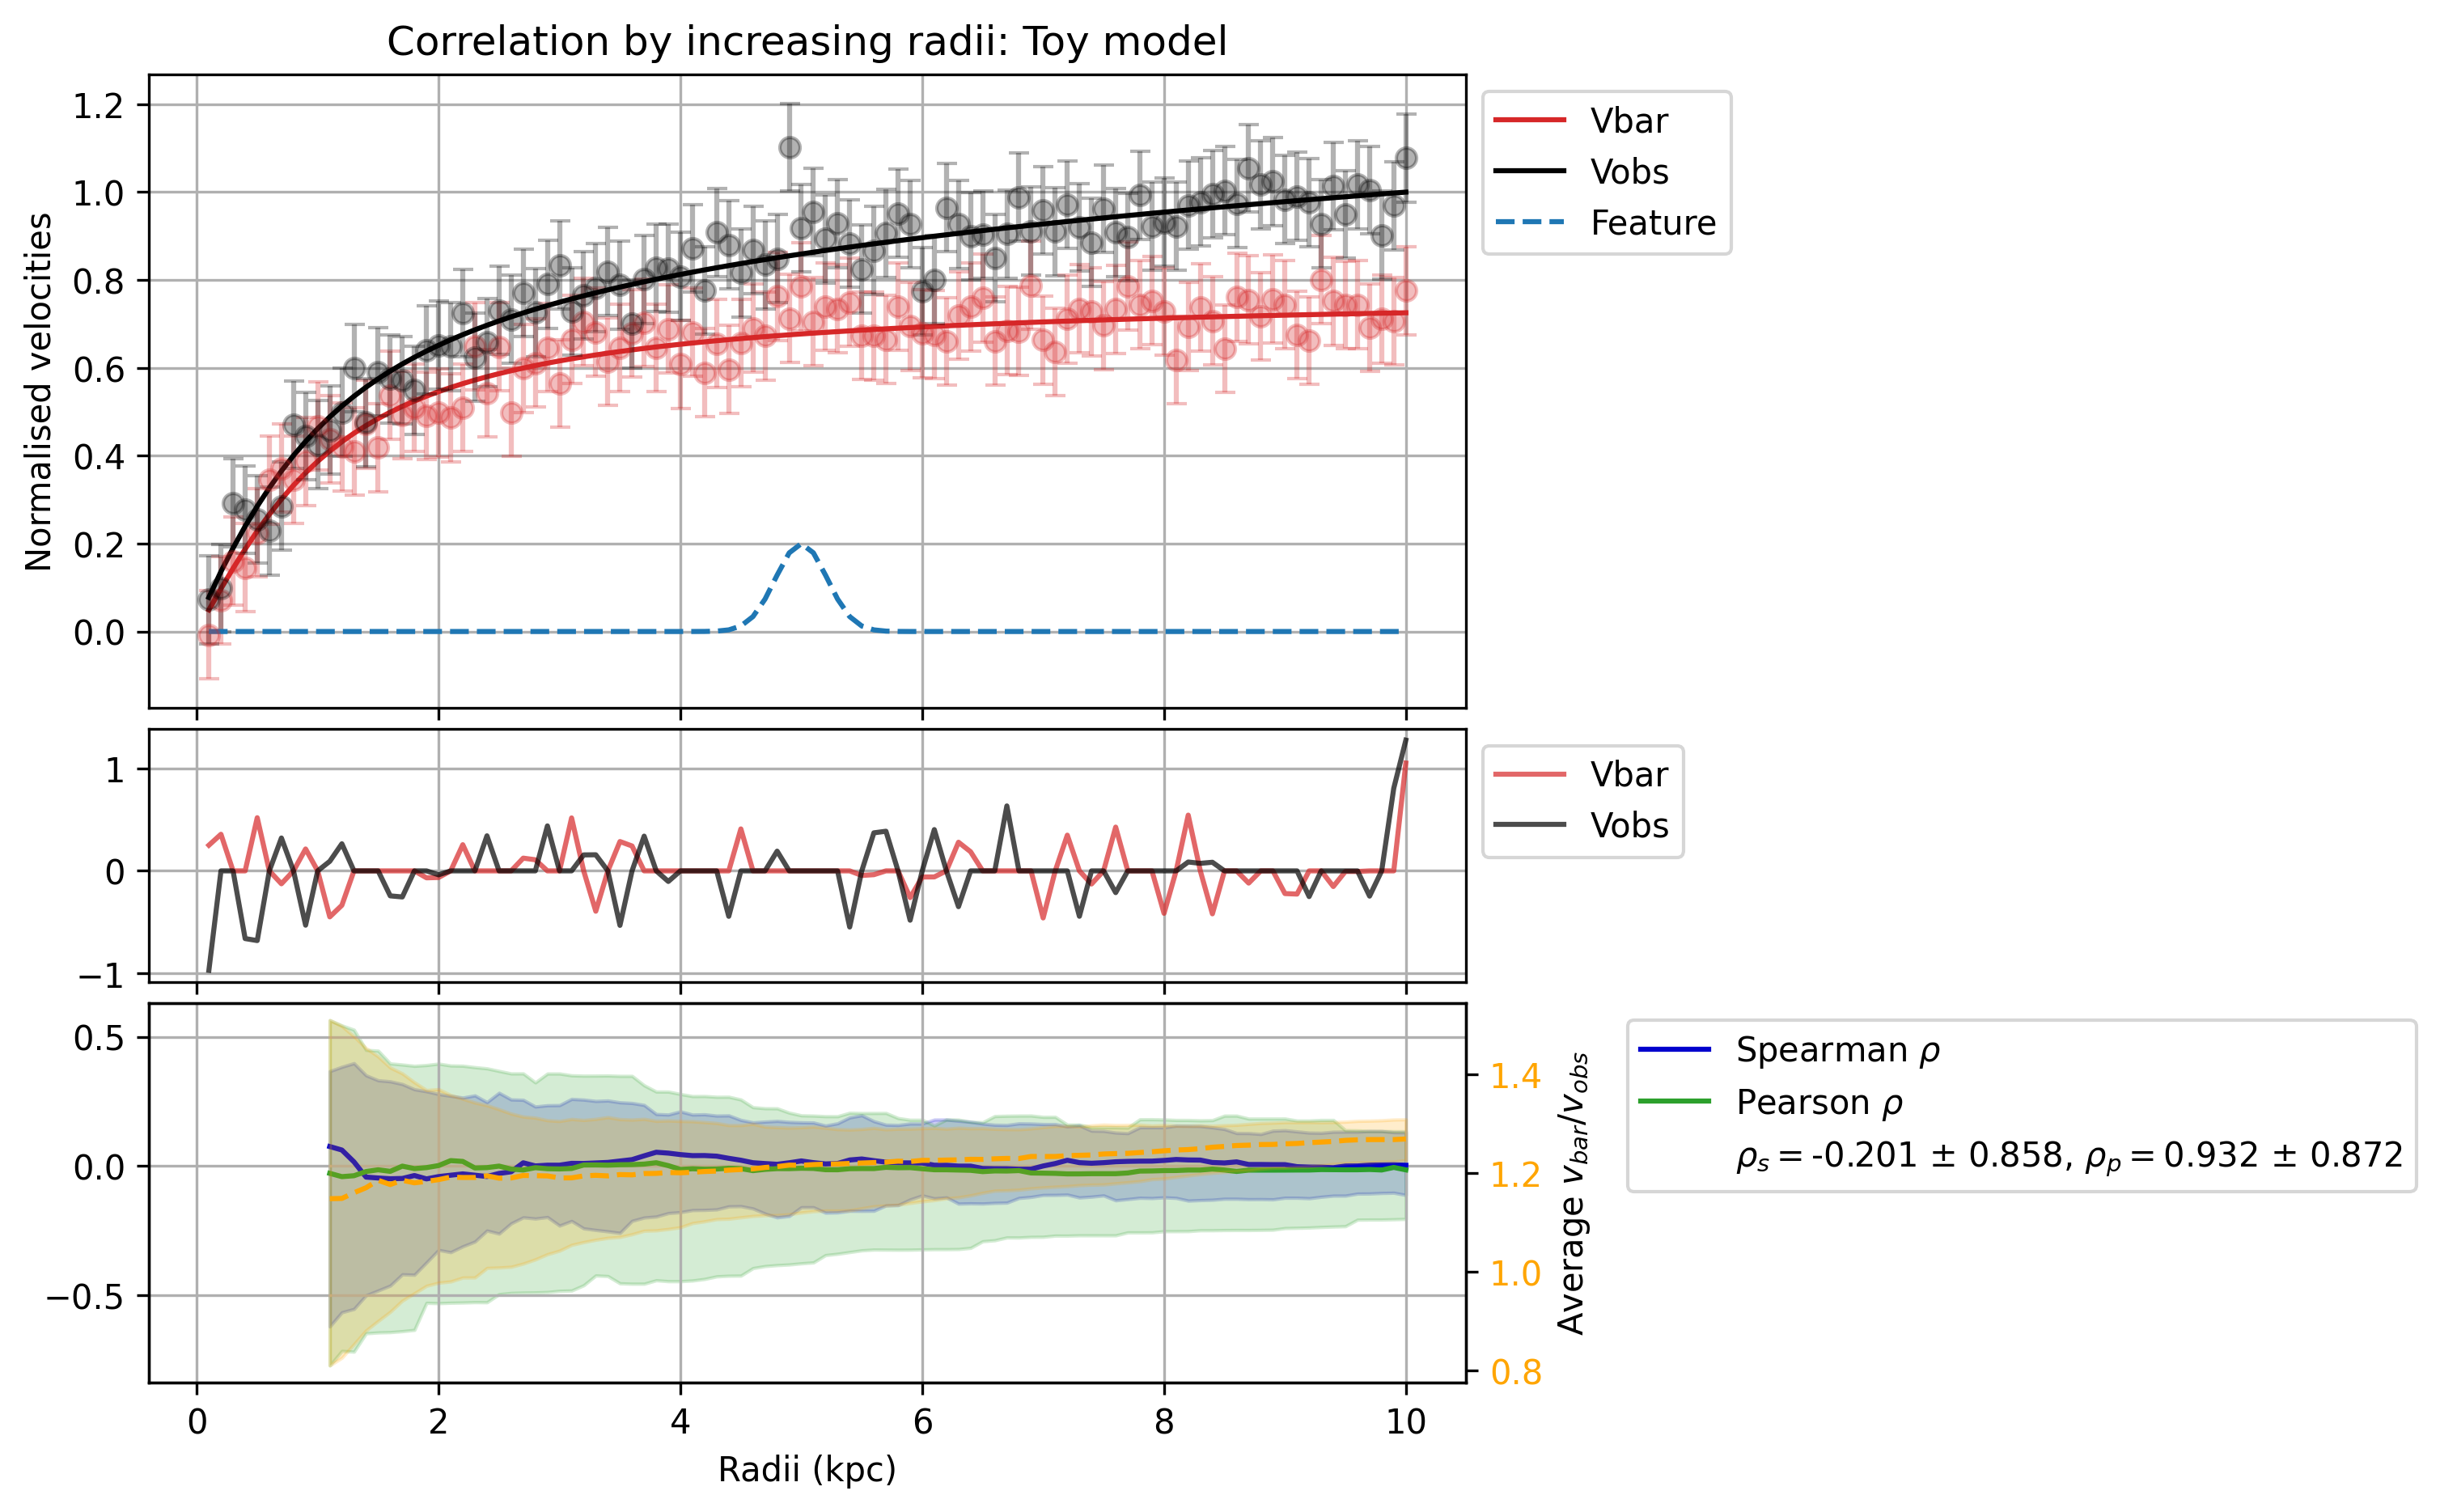 Correlation by increasing radii: Toy model
Normalised velocities
1.2
1.0
0.8
0.6
0.4
0.2
0.0
Vbar
Vobs
Feature
1
0
−1
Vbar
Vobs
0.5
0.0
−0.5
1.4
1.2
1.0
0.8
Average v_bar/v_obs
Spearman ρ
Pearson ρ
ρ_s = -0.201 ± 0.858, ρ_p = 0.932 ± 0.872
0 2 4 6 8 10
Radii (kpc)